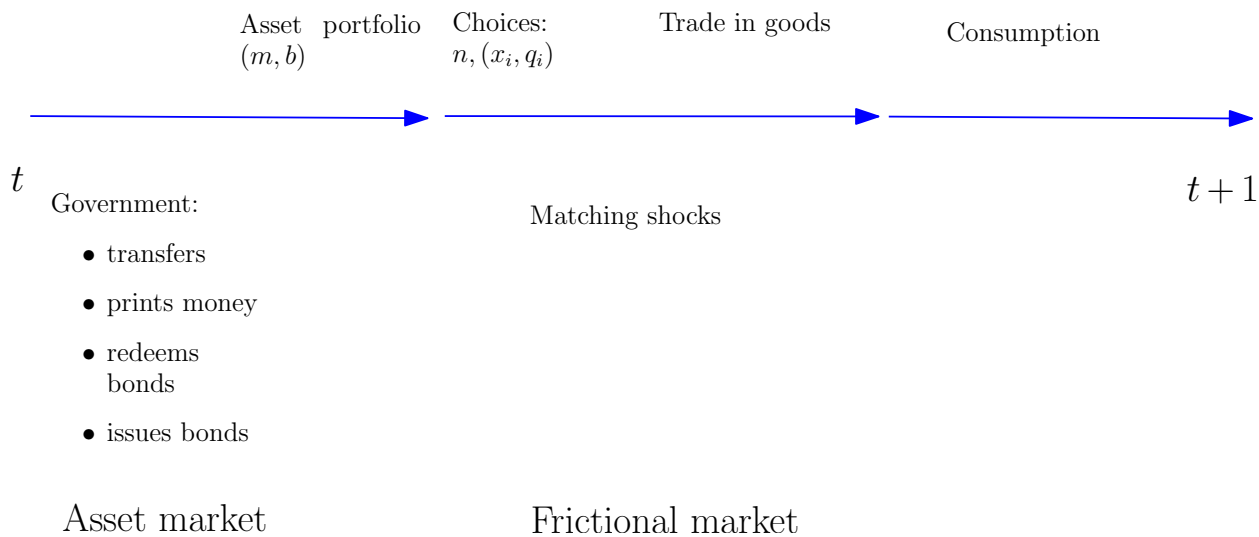 Asset portfolio
(m, b)
Choices:
n, (x_i, q_i)
Trade in goods
Consumption
t
t + 1
Government:
• transfers
• prints money
• redeems
bonds
• issues bonds
Matching shocks
Asset market
Frictional market